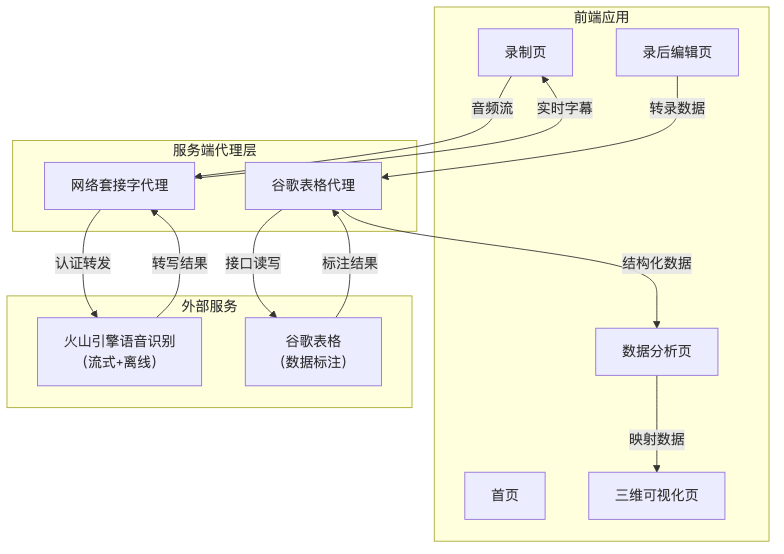 前端应用
录制页
录后编辑页
音频流
实时字幕
转录数据
服务端代理层
网络套接字代理
谷歌表格代理
认证转发
转写结果
接口读写
标注结果
结构化数据
外部服务
火山引擎语音识别
（流式+离线）
谷歌表格
（数据标注）
数据分析页
映射数据
首页
三维可视化页